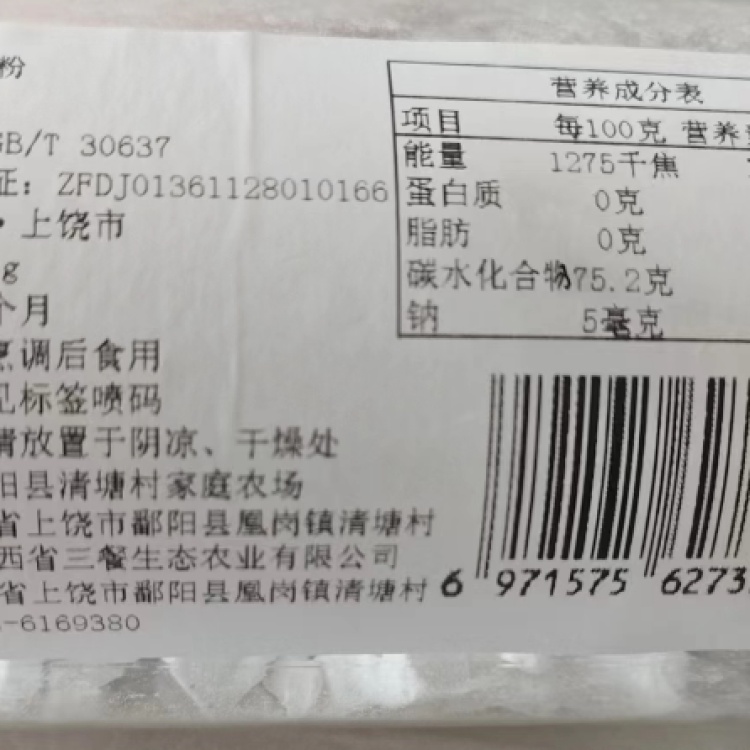 粉
GB/T 30637
证：ZFDJ01361128010166
·上饶市
g
个月
烹调后食用
见标签喷码
请放置于阴凉、干燥处
阳县清塘村家庭农场
省上饶市鄱阳县凰岗镇清塘村
西省三餐生态农业有限公司
省上饶市鄱阳县凰岗镇清塘村
-6169380
营养成分表
项目 每100克 营养
能量 1275千焦
蛋白质 0克
脂肪 0克
碳水化合物75.2克
钠 5毫克
6 971575 6273